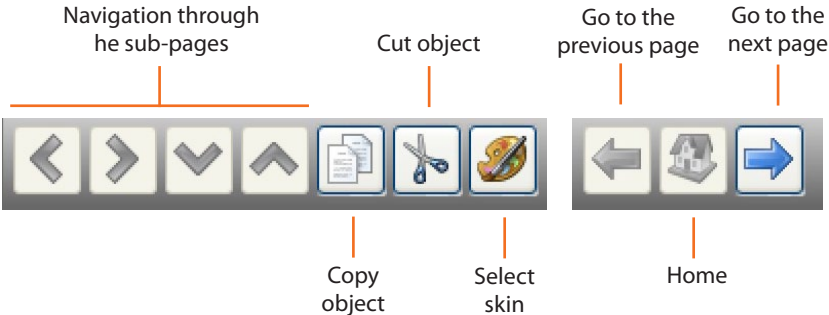 Navigation through
he sub-pages
Cut object
Go to the
previous page
Go to the
next page
Copy
object
Select
skin
Home